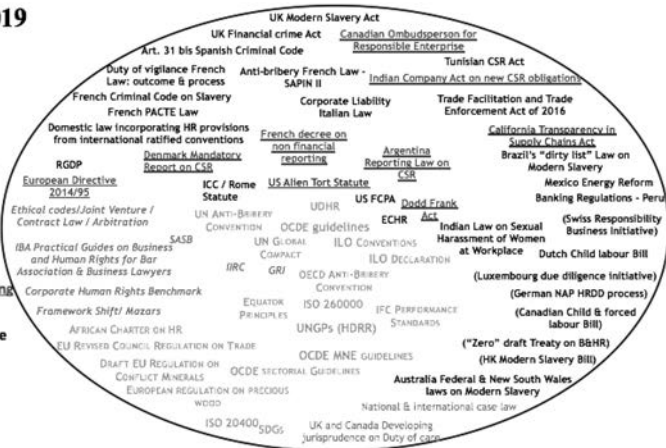 2019
UK Modern Slavery Act
UK Financial crime Act
Canadian Ombudsperson for
Responsible Enterprise
Art. 31 bis Spanish Criminal Code
Tunisian CSR Act
Duty of vigilance French
Law: outcome & process
Anti-bribery French Law -
SAPIN II
Indian Company Act on new CSR obligations
French Criminal Code on Slavery
French PACTE Law
Corporate Liability
Italian Law
Trade Facilitation and Trade
Enforcement Act of 2016
Domestic law incorporating HR provisions
from international ratified conventions
French decree on
non financial
reporting
California Transparency in
Supply Chains Act
Brazil's "dirty list" Law on
Modern Slavery
RGDP
Denmark Mandatory
Report on CSR
Argentina
Reporting Law on
CSR
European Directive
2014/95
ICC / Rome
Statute
US Alien Tort Statute
Mexico Energy Reform
Banking Regulations - Peru
US FCPA
Dodd Frank
Act
ECHR
Ethical codes/Joint Venture /
Contract Law / Arbitration
UN Anti-Bribery
Convention
UDHR
OCDE guidelines
Indian Law on Sexual
Harassment of Women
at Workplace
(Swiss Responsibility
Business Initiative)
SASB
IBA Practical Guides on Business
and Human Rights for Bar
Association & Business Lawyers
UN Global
Compact
ILO Conventions
ILO Declaration
Dutch Child labour Bill
IIRC
GRI
OECD Anti-Bribery
Convention
(Luxembourg due diligence initiative)
Corporate Human Rights Benchmark
(German NAP HRDD process)
Framework Shift/ Mazars
Equator
Principles
ISO 260000
IFC Performance
Standards
(Canadian Child & forced
labour Bill)
African Charter on HR
UNGPs (HDRR)
EU Revised Council Regulation on Trade
("Zero" draft Treaty on B&HR)
Draft EU Regulation on
Conflict Minerals
OCDE MNE guidelines
OCDE sectorial Guidelines
(HK Modern Slavery Bill)
European regulation on precious
wood
Australia Federal & New South Wales
laws on Modern Slavery
National & international case law
ISO 20400
SDGs
UK and Canada Developing
jurisprudence on Duty of care